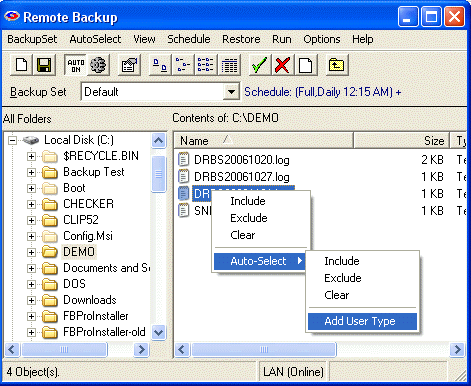 Remote Backup
BackupSet AutoSelect View Schedule Restore Run Options Help
AUTO
ON
Backup Set Default Schedule: (Full,Daily 12:15 AM) +
All Folders
Contents of: C:\DEMO
Local Disk (C:)
$RECYCLE.BIN
Backup Test
Boot
CHECKER
CLIP52
Config.Msi
DEMO
Documents and Se
DOS
Downloads
FBProInstaller
FBProInstaller-old
Name Size Ty
DRBS20061020.log 2 KB Te
DRBS20061027.log 1 KB Te
1 KB Te
1 KB Te
Include
Exclude
Clear
Auto-Select
Include
Exclude
Clear
Add User Type
4 Object(s).
LAN (Online)